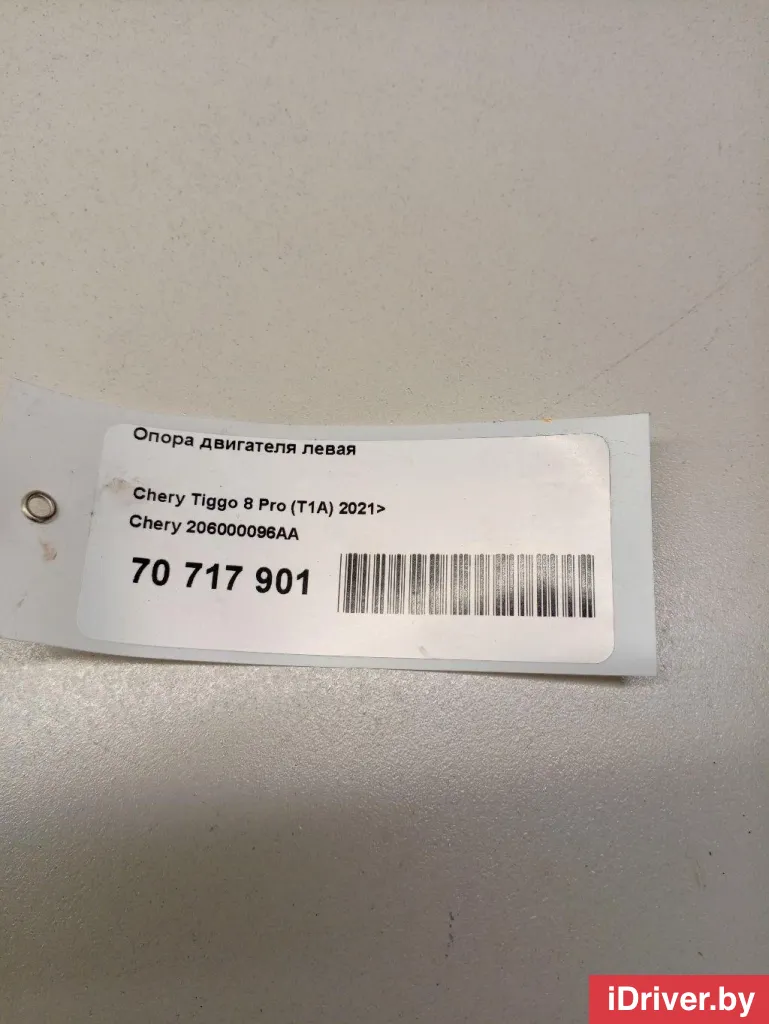 Опора двигателя левая
Chery Tiggo 8 Pro (T1A) 2021>
Chery 206000096AA
70 717 901
iDriver.by